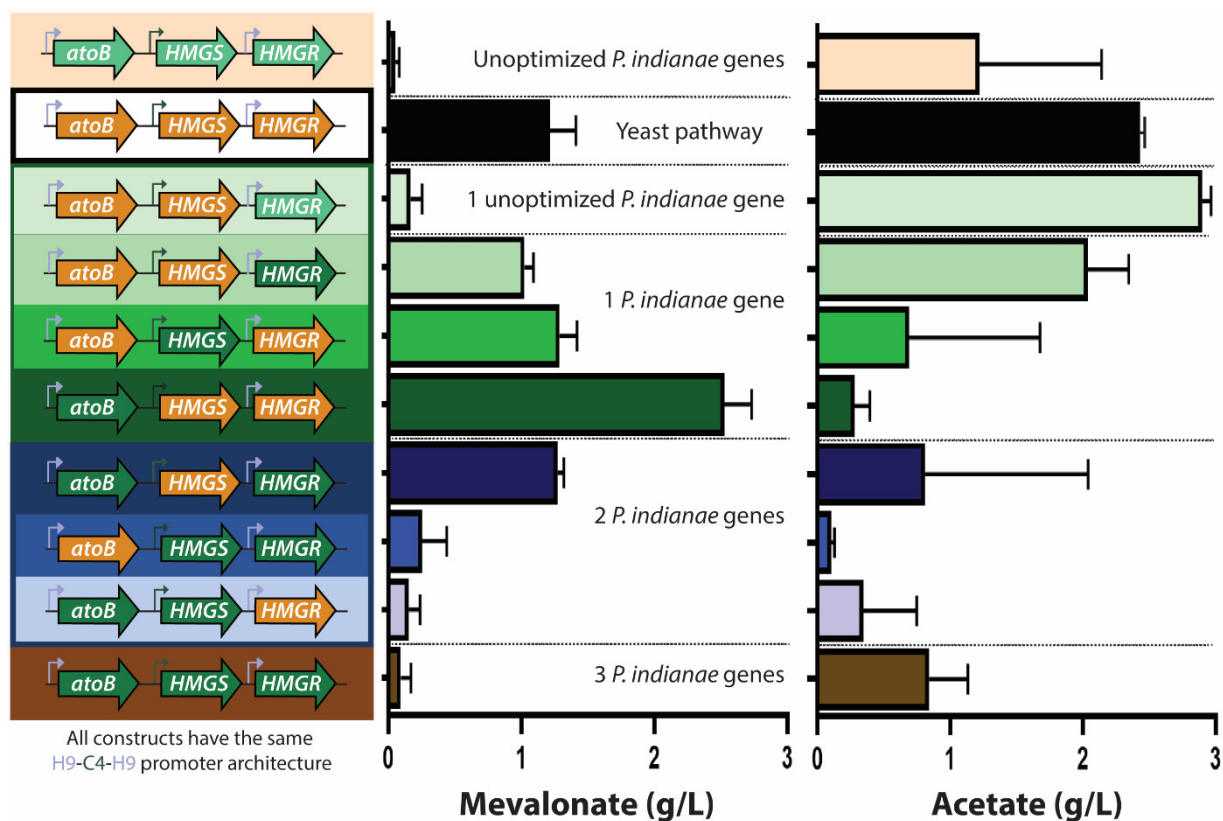 atoB HMGS HMGR Unoptimized P. indianae genes
atoB HMGS HMGR Yeast pathway
atoB HMGS HMGR 1 unoptimized P. indianae gene
atoB HMGS HMGR
1 P. indianae gene
atoB HMGS HMGR
atoB HMGS HMGR
atoB HMGS HMGR
2 P. indianae genes
atoB HMGS HMGR
atoB HMGS HMGR
atoB HMGS HMGR 3 P. indianae genes
All constructs have the same
H9-C4-H9 promoter architecture
0 1 2 3
Mevalonate (g/L)
0 1 2 3
Acetate (g/L)